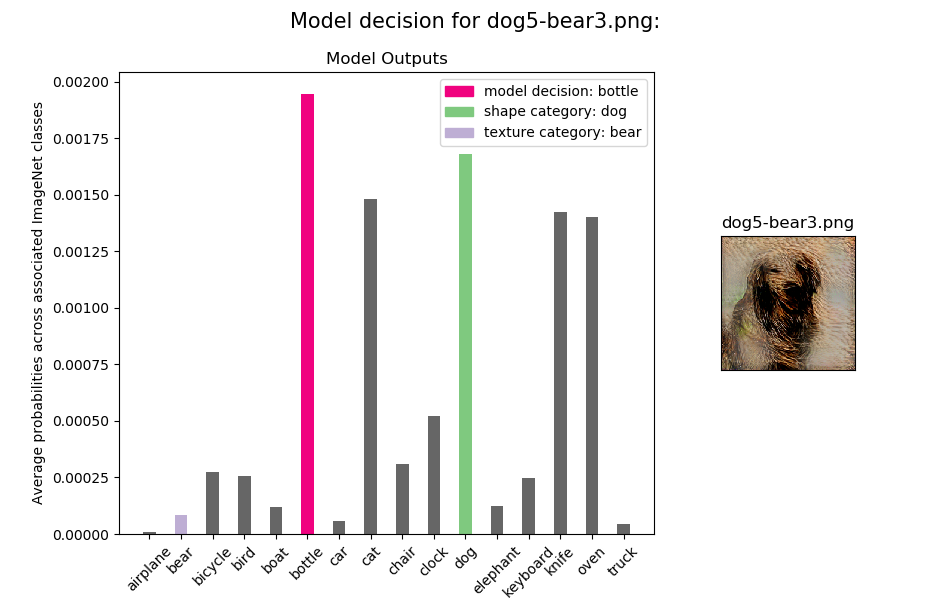 Model decision for dog5-bear3.png:
Model Outputs
Average probabilities across associated ImageNet classes
0.00200
0.00175
0.00150
0.00125
0.00100
0.00075
0.00050
0.00025
0.00000
model decision: bottle
shape category: dog
texture category: bear
airplane
bear
bicycle
bird
boat
bottle
car
cat
chair
clock
dog
elephant
keyboard
knife
oven
truck
dog5-bear3.png